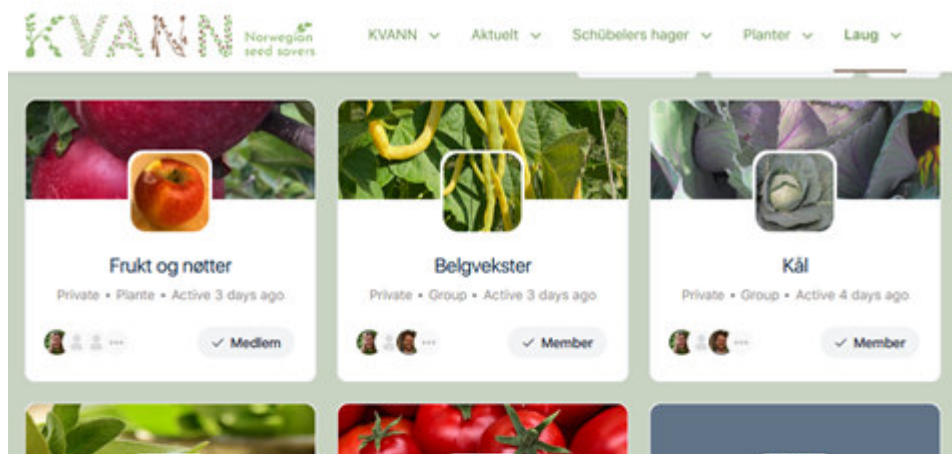 KVANN Norwegian
seed savers
KVANN Aktuelt Schübelers hager Planter Laug
Frukt og nøtter
Private • Plante • Active 3 days ago
Medlem
Belgvekster
Private • Group • Active 3 days ago
Member
Kål
Private • Group • Active 4 days ago
Member